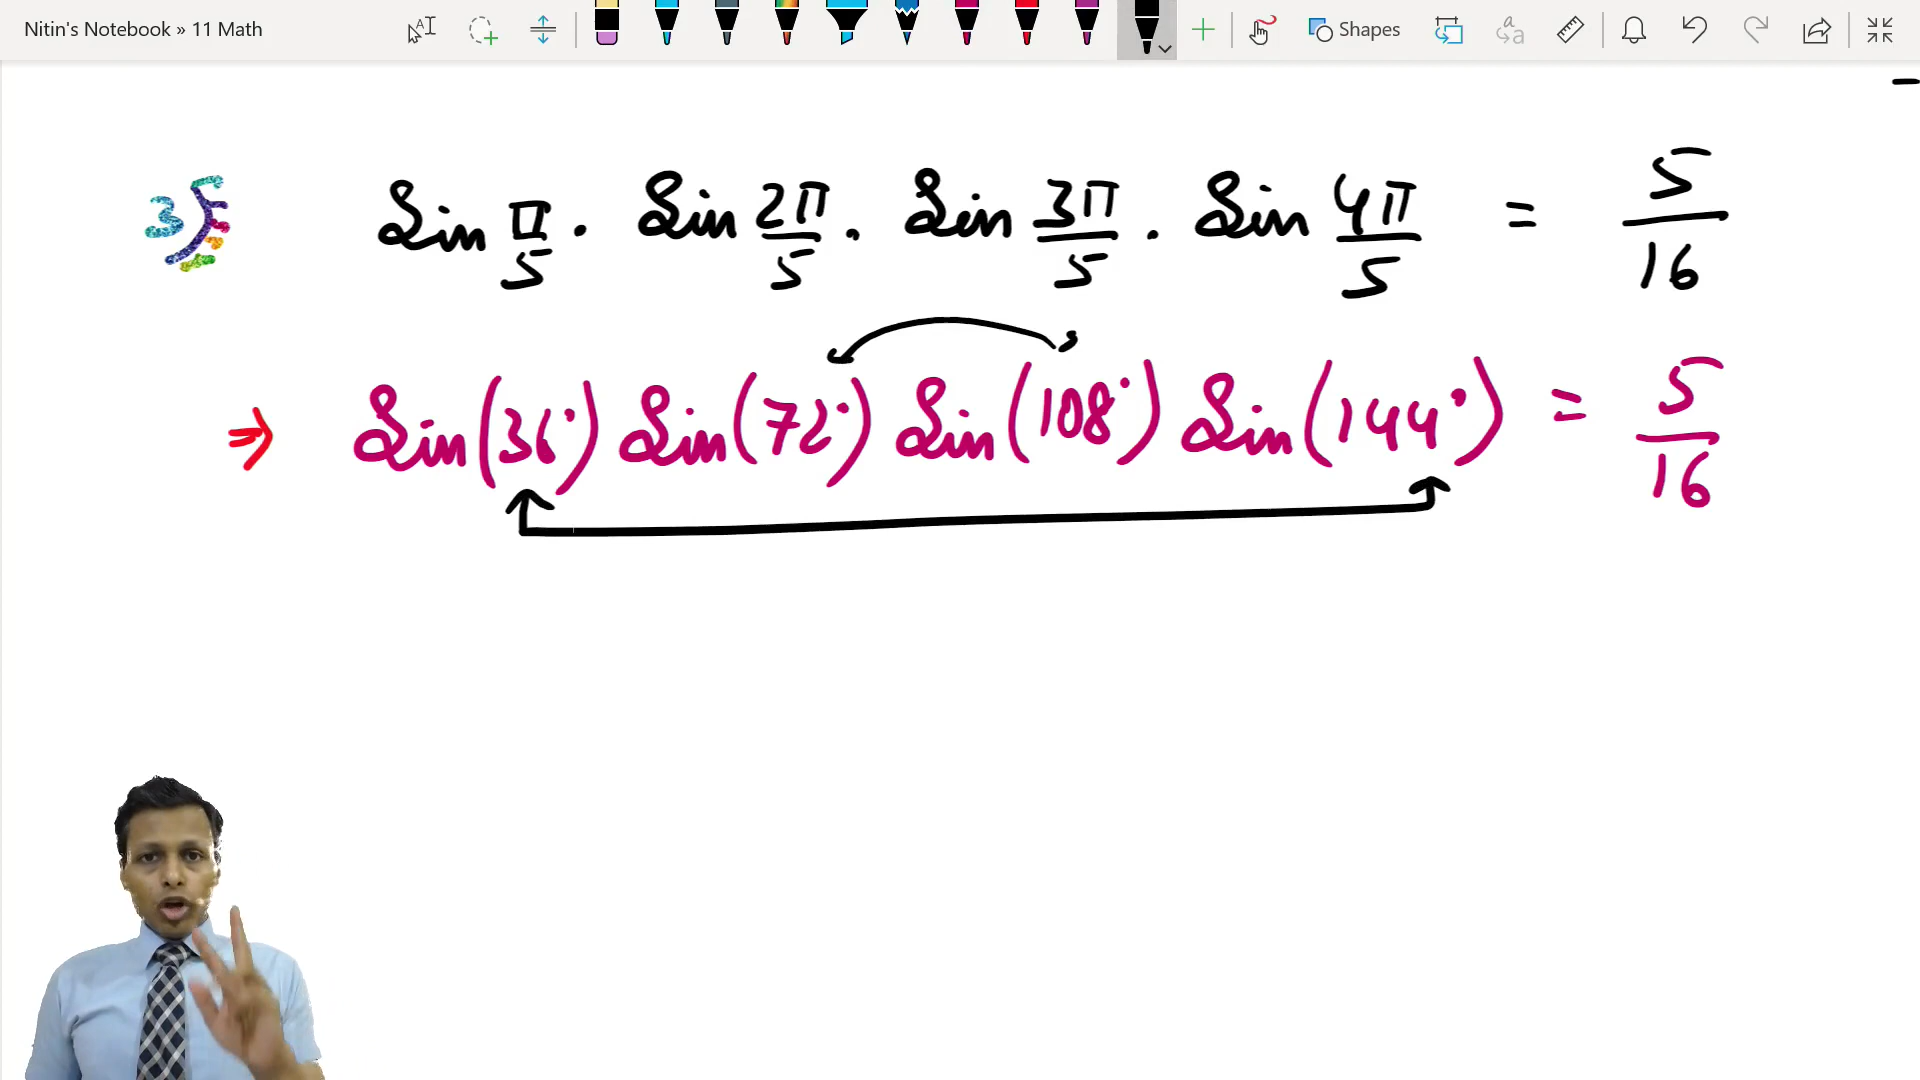 Nitin's Notebook » 11 Math
Shapes
35) Sin π/5 · Sin 2π/5 · Sin 3π/5 · Sin 4π/5 = 5/16
⇒ Sin(36°) Sin(72°) Sin(108°) Sin(144°) = 5/16